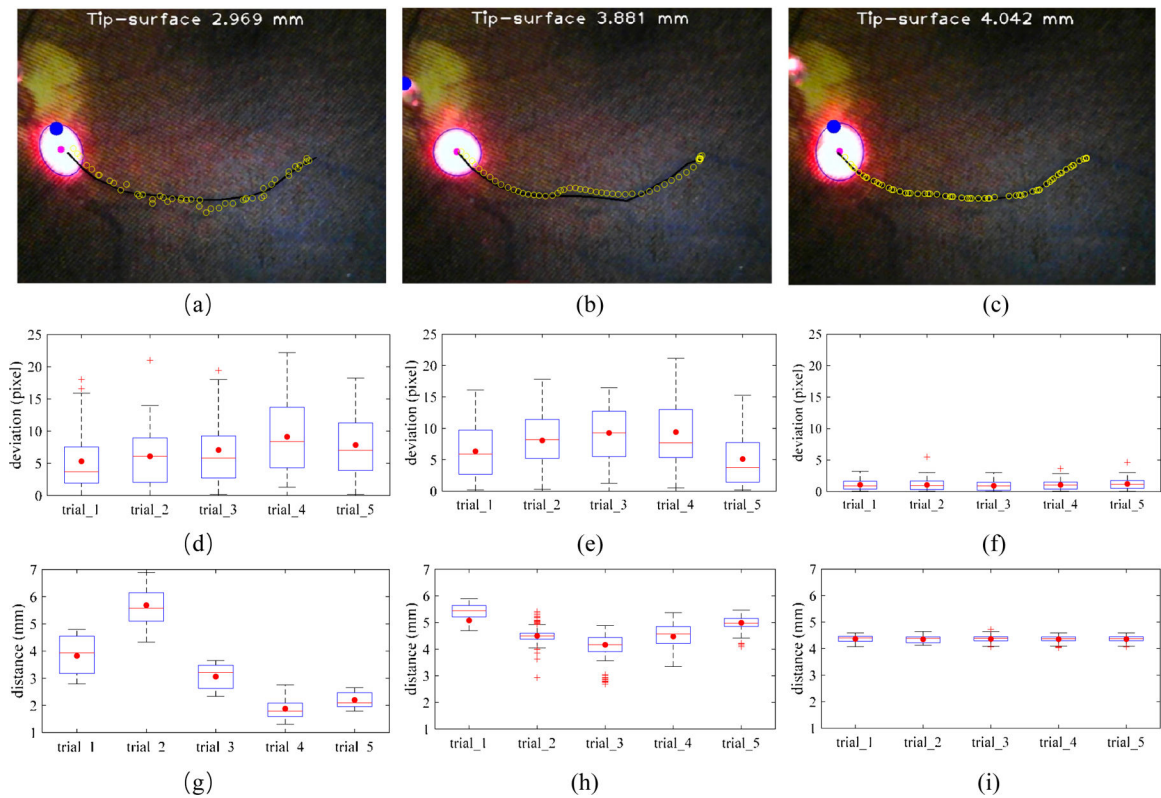 Tip-surface 2.969 mm
Tip-surface 3.881 mm
Tip-surface 4.042 mm
(a)
(b)
(c)
25
20
15
10
5
0
deviation (pixel)
trial_1 trial_2 trial_3 trial_4 trial_5
(d)
25
20
15
10
5
0
deviation (pixel)
trial_1 trial_2 trial_3 trial_4 trial_5
(e)
25
20
15
10
5
0
deviation (pixel)
trial_1 trial_2 trial_3 trial_4 trial_5
(f)
7
6
5
4
3
2
1
distance (mm)
trial_1 trial_2 trial_3 trial_4 trial_5
(g)
7
6
5
4
3
2
1
distance (mm)
trial_1 trial_2 trial_3 trial_4 trial_5
(h)
7
6
5
4
3
2
1
distance (mm)
trial_1 trial_2 trial_3 trial_4 trial_5
(i)